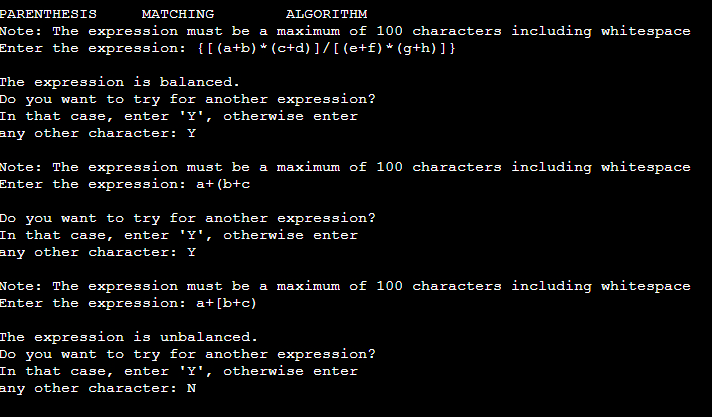 PARENTHESIS MATCHING ALGORITHM
Note: The expression must be a maximum of 100 characters including whitespace
Enter the expression: {[(a+b)*(c+d)]/[(e+f)*(g+h)]}
The expression is balanced.
Do you want to try for another expression?
In that case, enter 'Y', otherwise enter
any other character: Y
Note: The expression must be a maximum of 100 characters including whitespace
Enter the expression: a+(b+c
Do you want to try for another expression?
In that case, enter 'Y', otherwise enter
any other character: Y
Note: The expression must be a maximum of 100 characters including whitespace
Enter the expression: a+[b+c)
The expression is unbalanced.
Do you want to try for another expression?
In that case, enter 'Y', otherwise enter
any other character: N